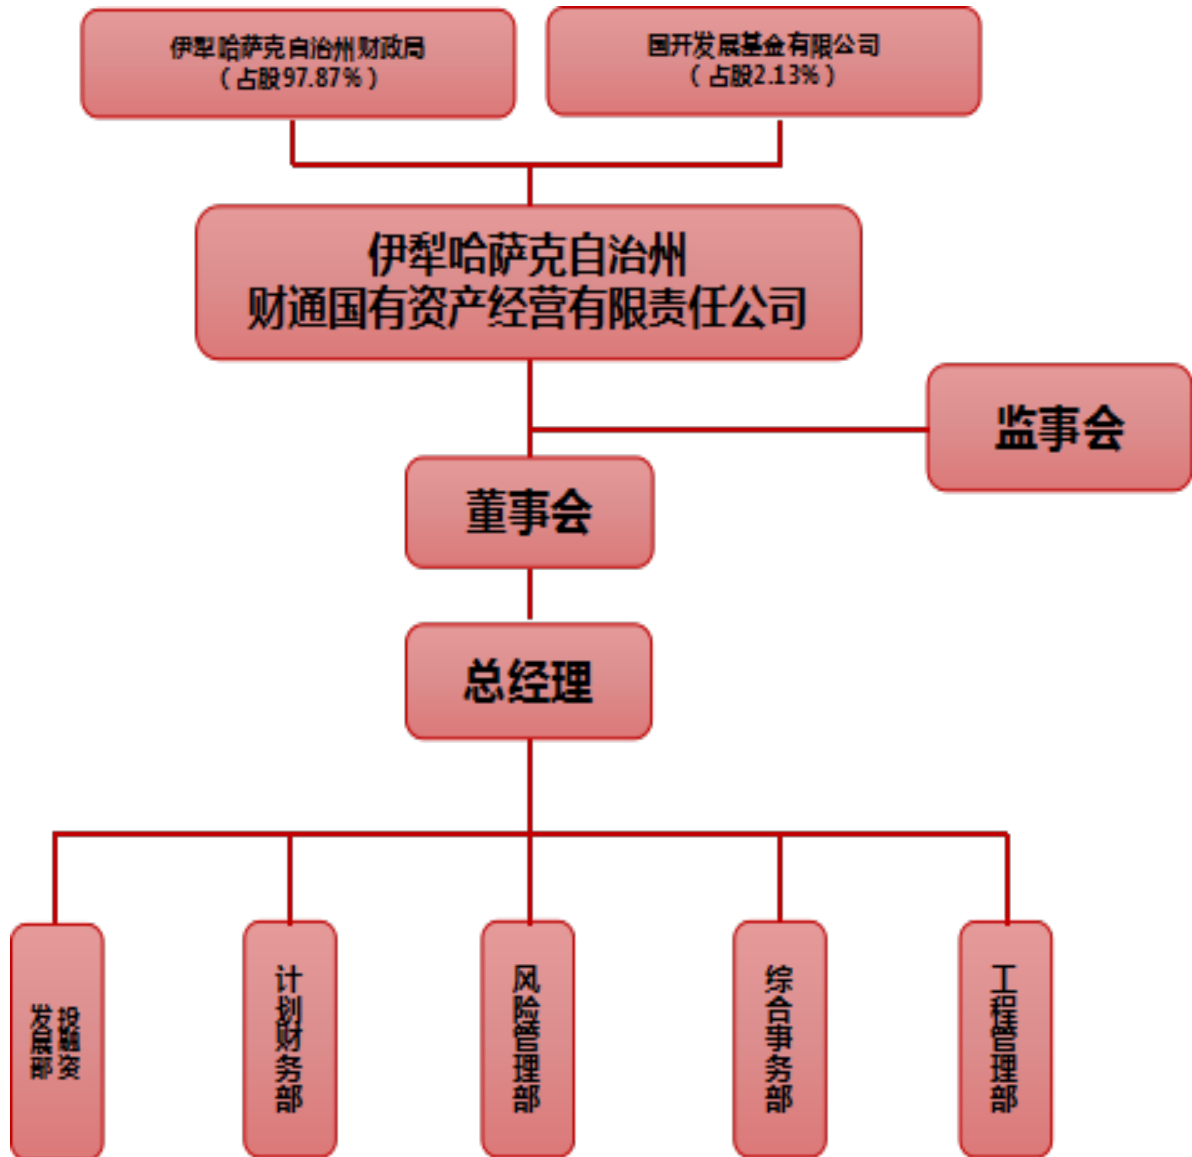 伊犁哈萨克自治州财政局
（占股97.87%）
国开发展基金有限公司
（占股2.13%）
伊犁哈萨克自治州
财通国有资产经营有限责任公司
监事会
董事会
总经理
投融资
发展部
计划财务部
风险管理部
综合事务部
工程管理部